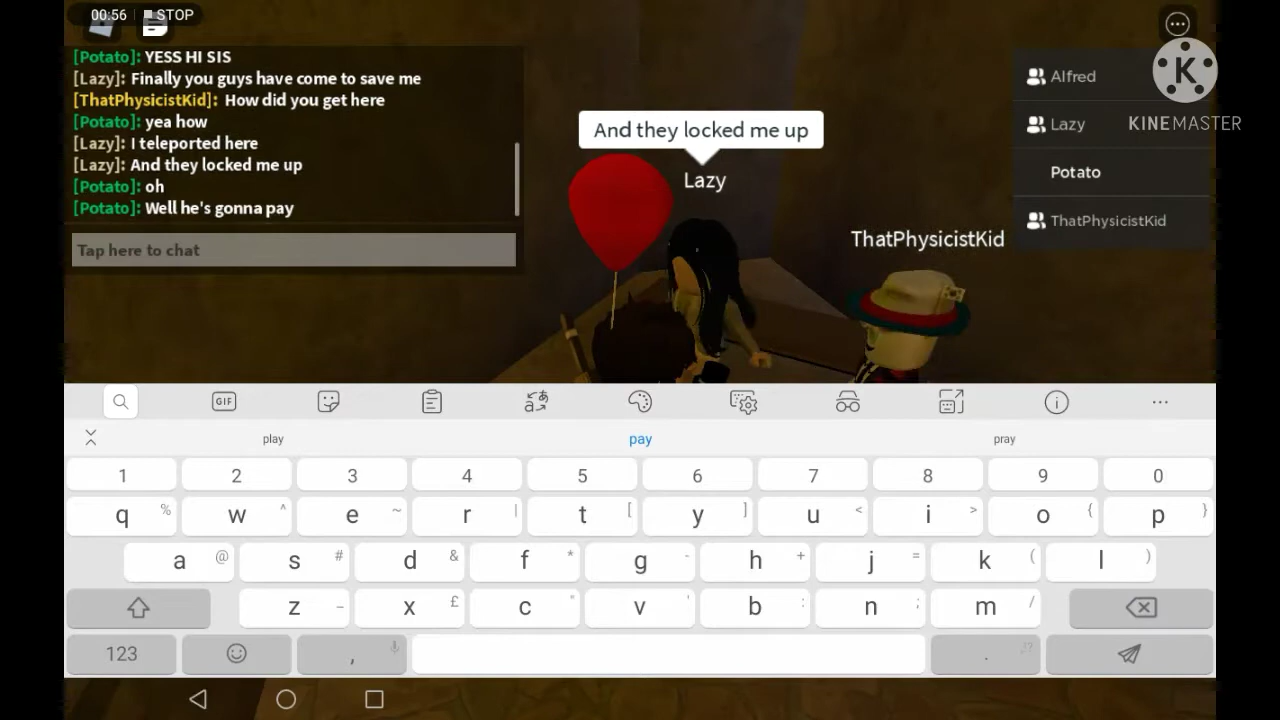 00:56 STOP
[Potato]: YESS HI SIS
[Lazy]: Finally you guys have come to save me
[ThatPhysicistKid]: How did you get here
[Potato]: yea how
[Lazy]: I teleported here
[Lazy]: And they locked me up
[Potato]: oh
[Potato]: Well he's gonna pay
Tap here to chat
And they locked me up
Lazy
ThatPhysicistKid
Alfred
Lazy
Potato
ThatPhysicistKid
K
KINEMASTER
GIF
play pay pray
1 2 3 4 5 6 7 8 9 0
q % w ^ e ~ r | t [ y ] u < i > o { p }
a @ s # d & f * g - h + j = k ( l )
z x £ c " v ' b : n ; m /
123 , .